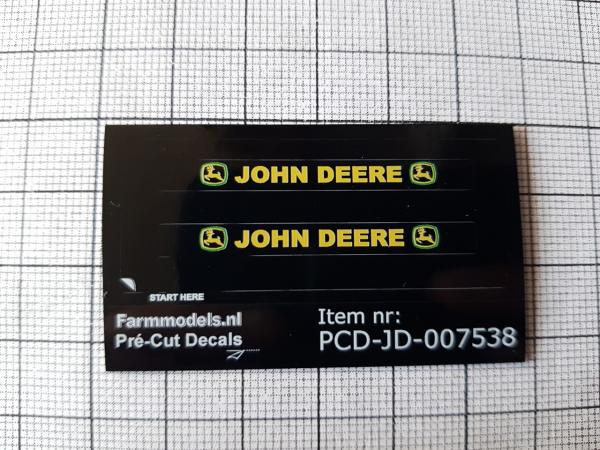 JOHN DEERE
JOHN DEERE
START HERE
Farmmodels.nl
Pré-Cut Decals
Item nr:
PCD-JD-007538